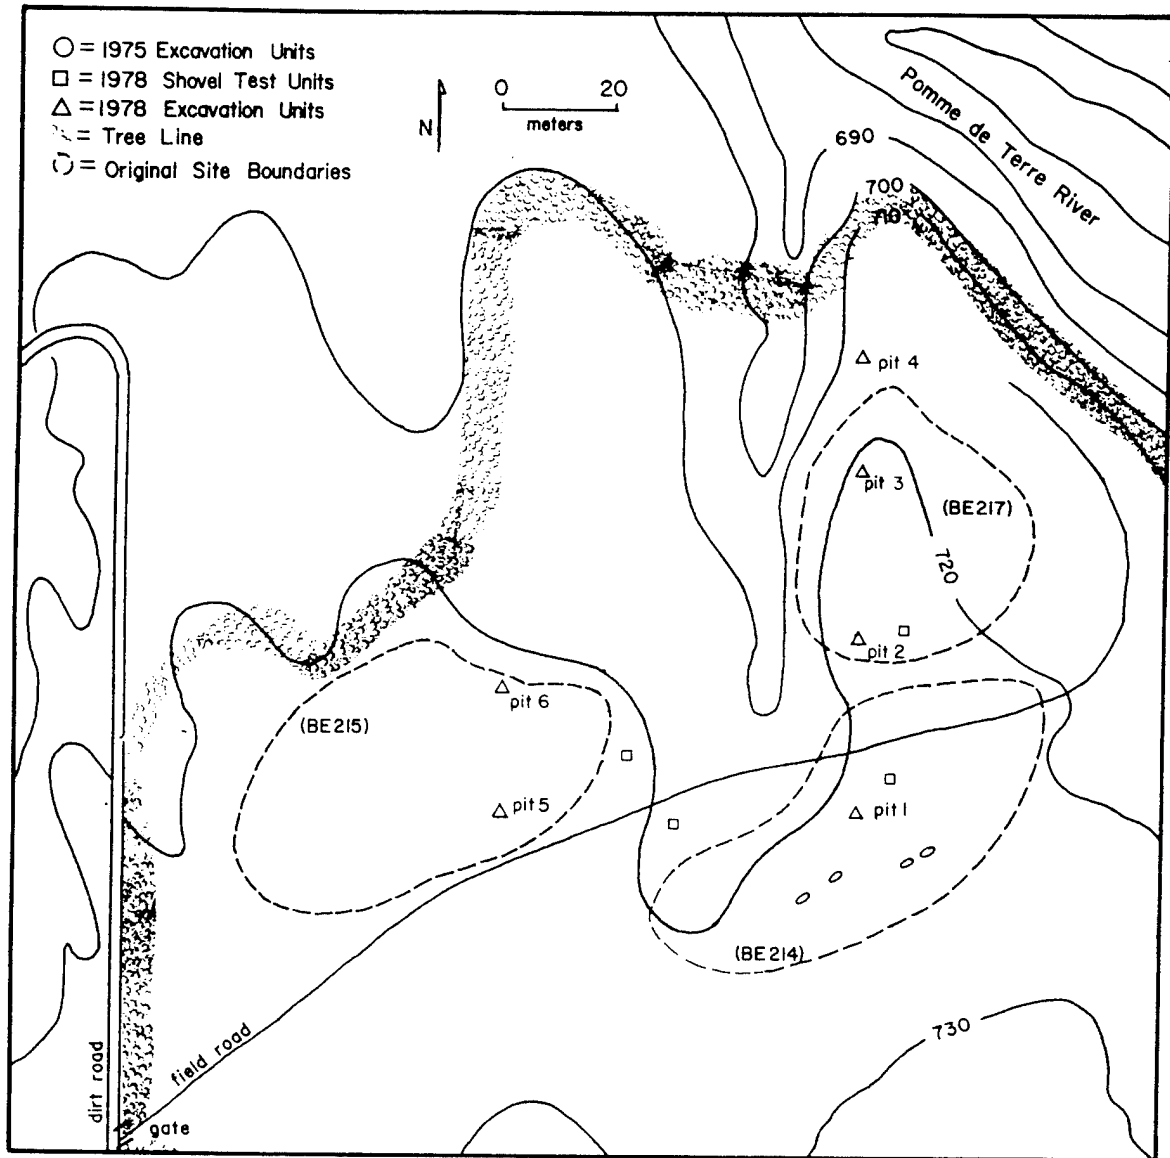 ○ = 1975 Excavation Units
□ = 1978 Shovel Test Units
△ = 1978 Excavation Units
= Tree Line
= Original Site Boundaries
N
0 20
meters
Pomme de Terre River
690
700
710
pit 4
pit 3
(BE217)
720
pit 2
pit 6
(BE215)
pit 5
pit 1
(BE214)
730
field road
dirt road
gate